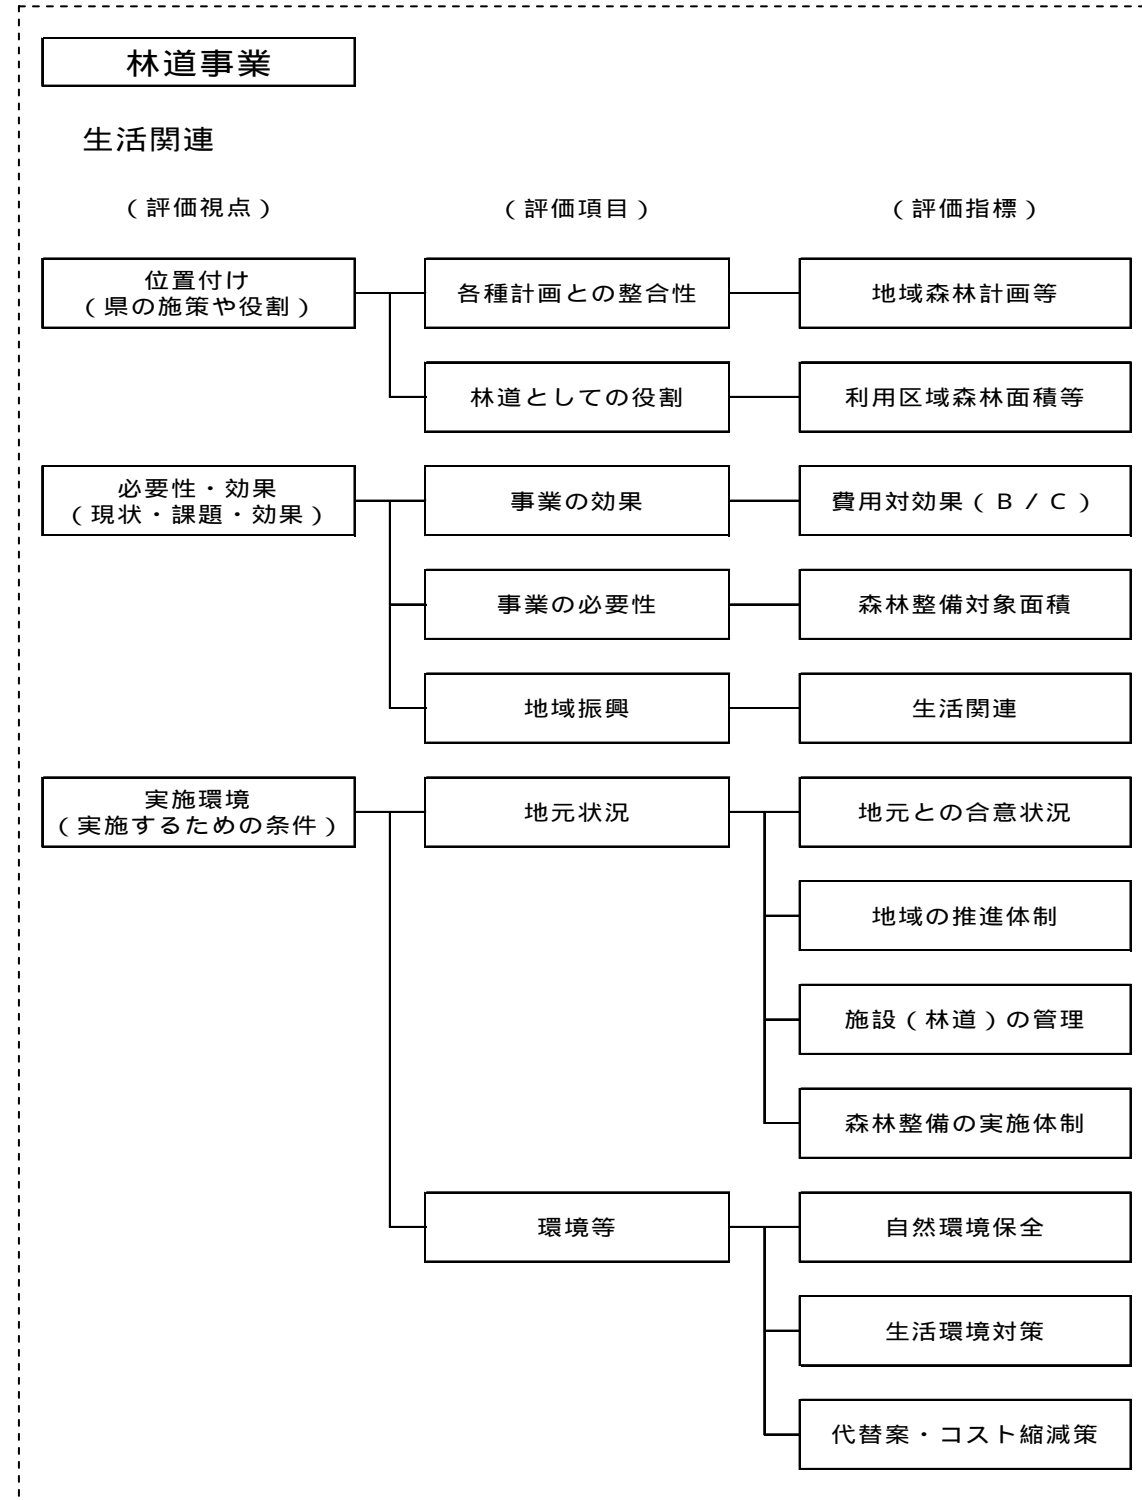 林道事業
生活関連
（評価視点）
（評価項目）
（評価指標）
位置付け
（県の施策や役割）
各種計画との整合性
地域森林計画等
林道としての役割
利用区域森林面積等
必要性・効果
（現状・課題・効果）
事業の効果
費用対効果（Ｂ／Ｃ）
事業の必要性
森林整備対象面積
地域振興
生活関連
実施環境
（実施するための条件）
地元状況
地元との合意状況
地域の推進体制
施設（林道）の管理
森林整備の実施体制
環境等
自然環境保全
生活環境対策
代替案・コスト縮減策